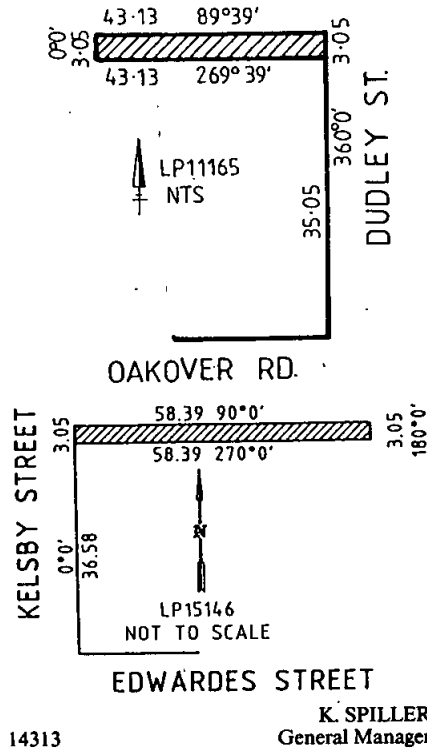 43·13 89°39'
0°0'
3·05
3·05
43·13 269°39'
360°0'
35·05
DUDLEY ST.
LP11165
NTS
OAKOVER RD.
KELSBY STREET
3.05
58.39 90°0'
58.39 270°0'
3.05
180°0'
0°0'
36.58
N
LP15146
NOT TO SCALE
EDWARDES STREET
K. SPILLER
14313 General Manager